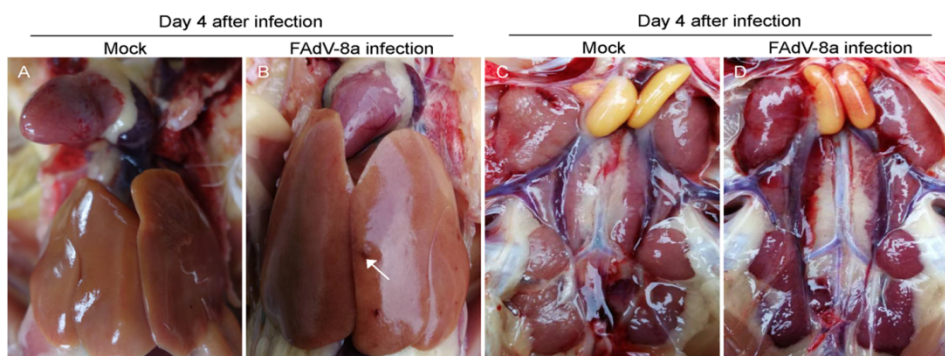 Day 4 after infection
Day 4 after infection
Mock
FAdV-8a infection
Mock
FAdV-8a infection
A
B
C
D